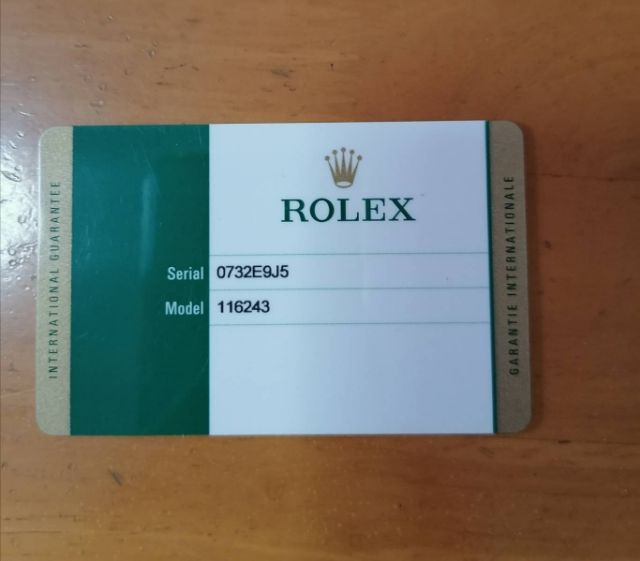 INTERNATIONAL GUARANTEE
ROLEX
Serial 0732E9J5
Model 116243
GARANTIE INTERNATIONALE